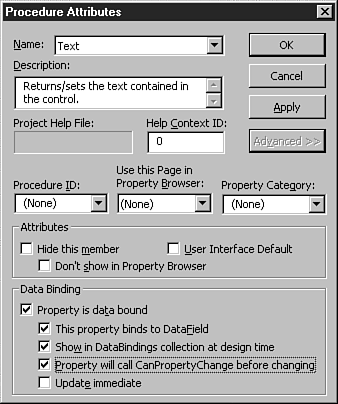 Procedure Attributes
Name:
Text
OK
Description:
Returns/sets the text contained in
the control.
Cancel
Apply
Project Help File:
Help Context ID:
0
Advanced >>
Procedure ID:
Use this Page in
Property Browser:
Property Category:
(None)
(None)
(None)
Attributes
Hide this member
User Interface Default
Don't show in Property Browser
Data Binding
Property is data bound
This property binds to DataField
Show in DataBindings collection at design time
Property will call CanPropertyChange before changing
Update immediate